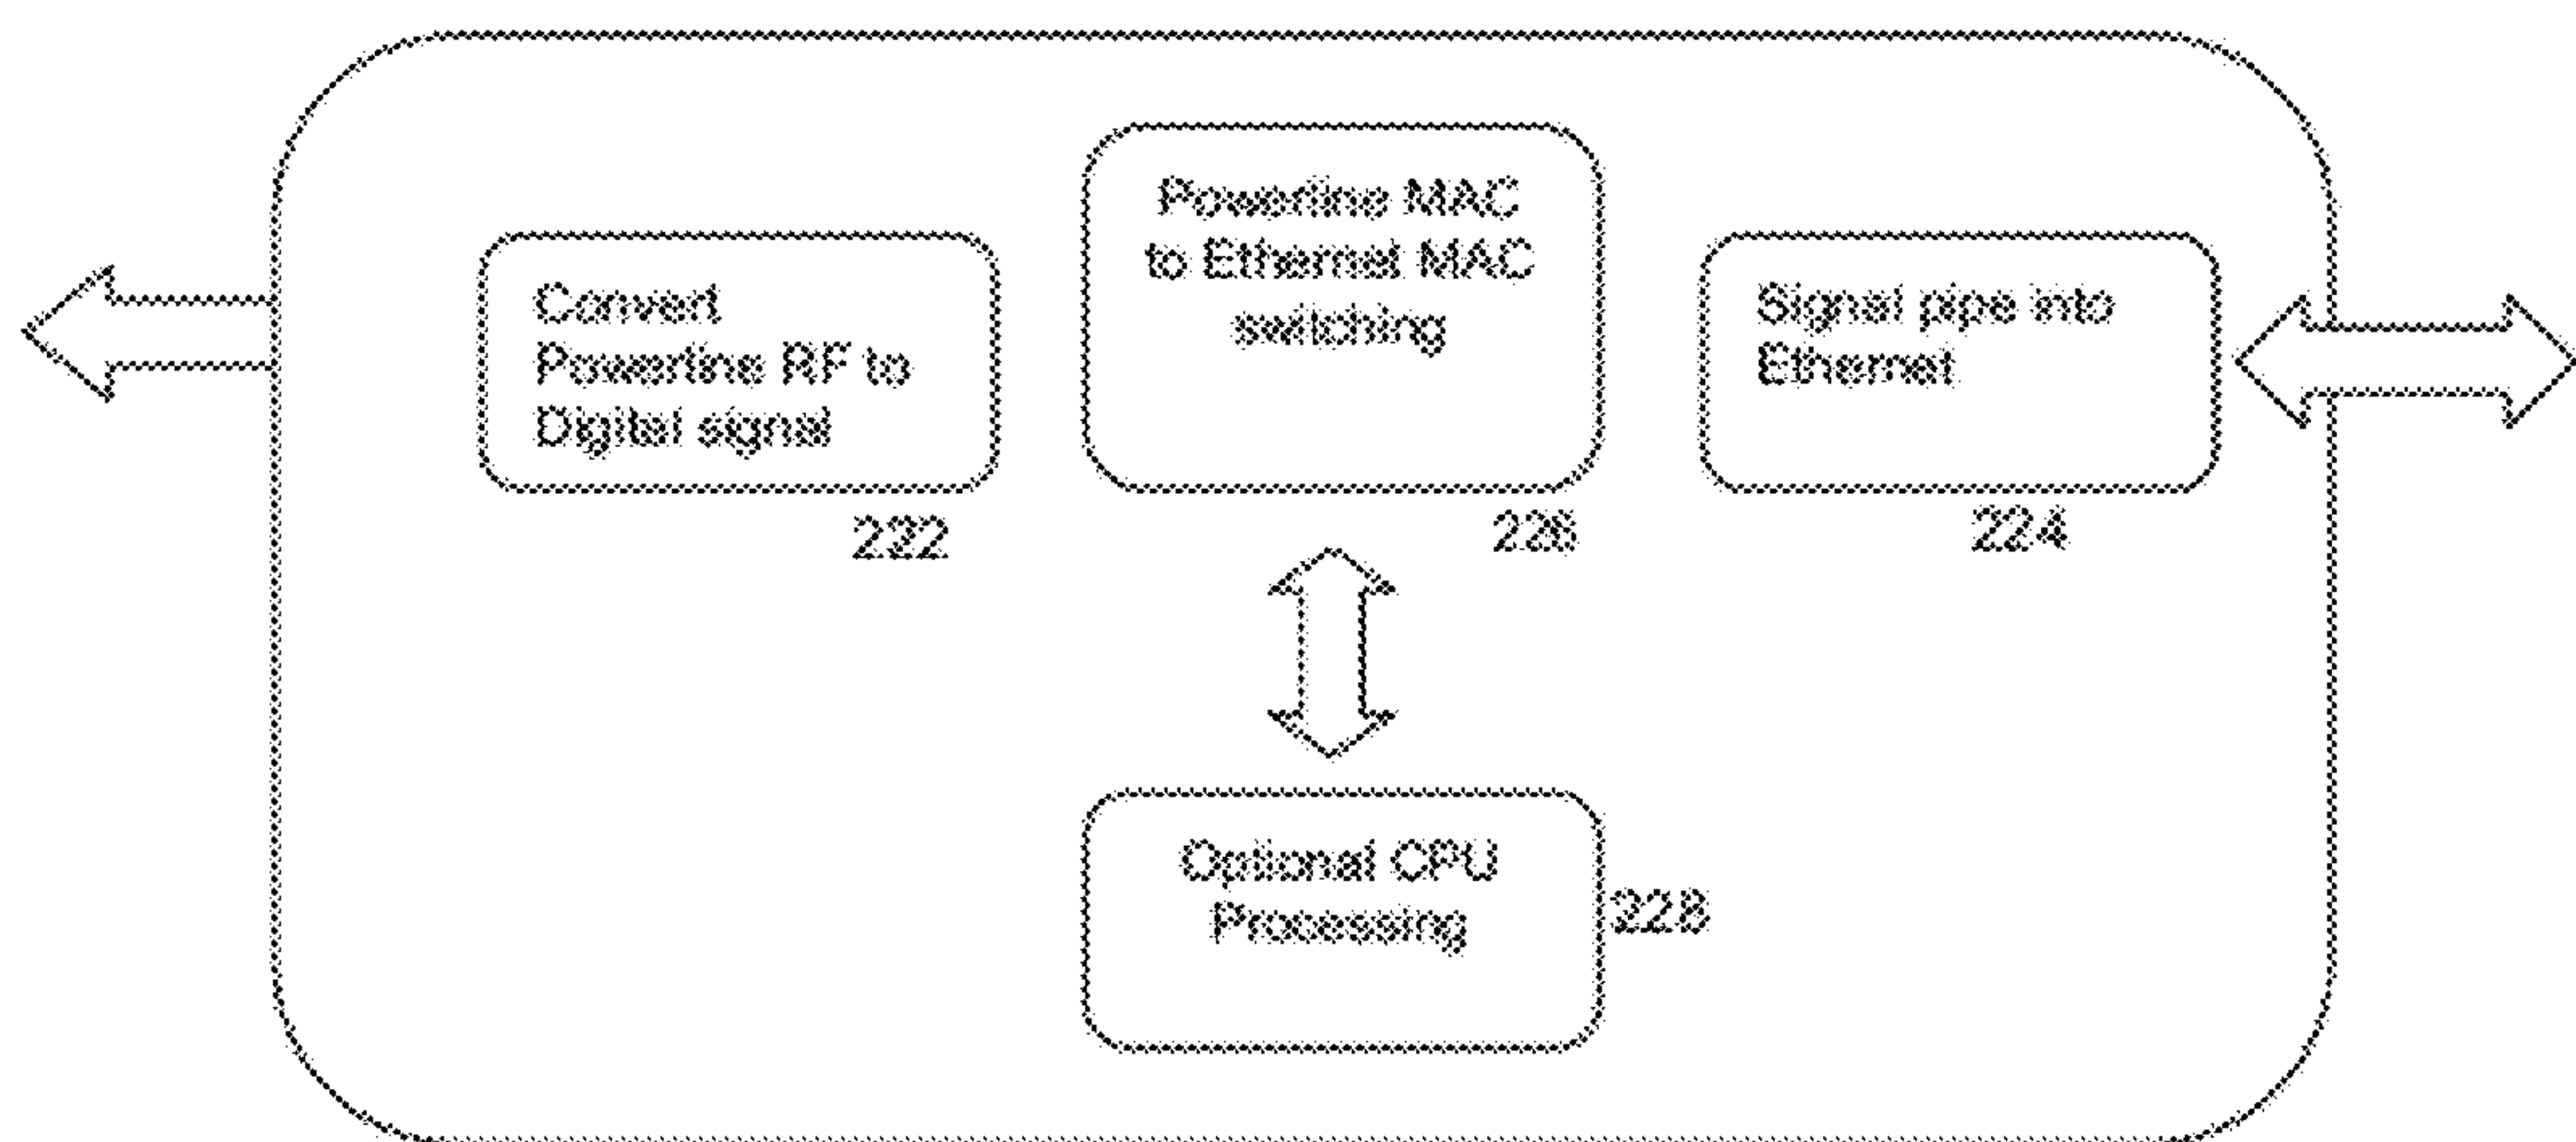 Powerline MAC
to Ethernet MAC
switching
Convert
Powerline RF to
Digital signal
Signal pipe into
Ethernet
222
226
224
Optional CPU
Processing
228